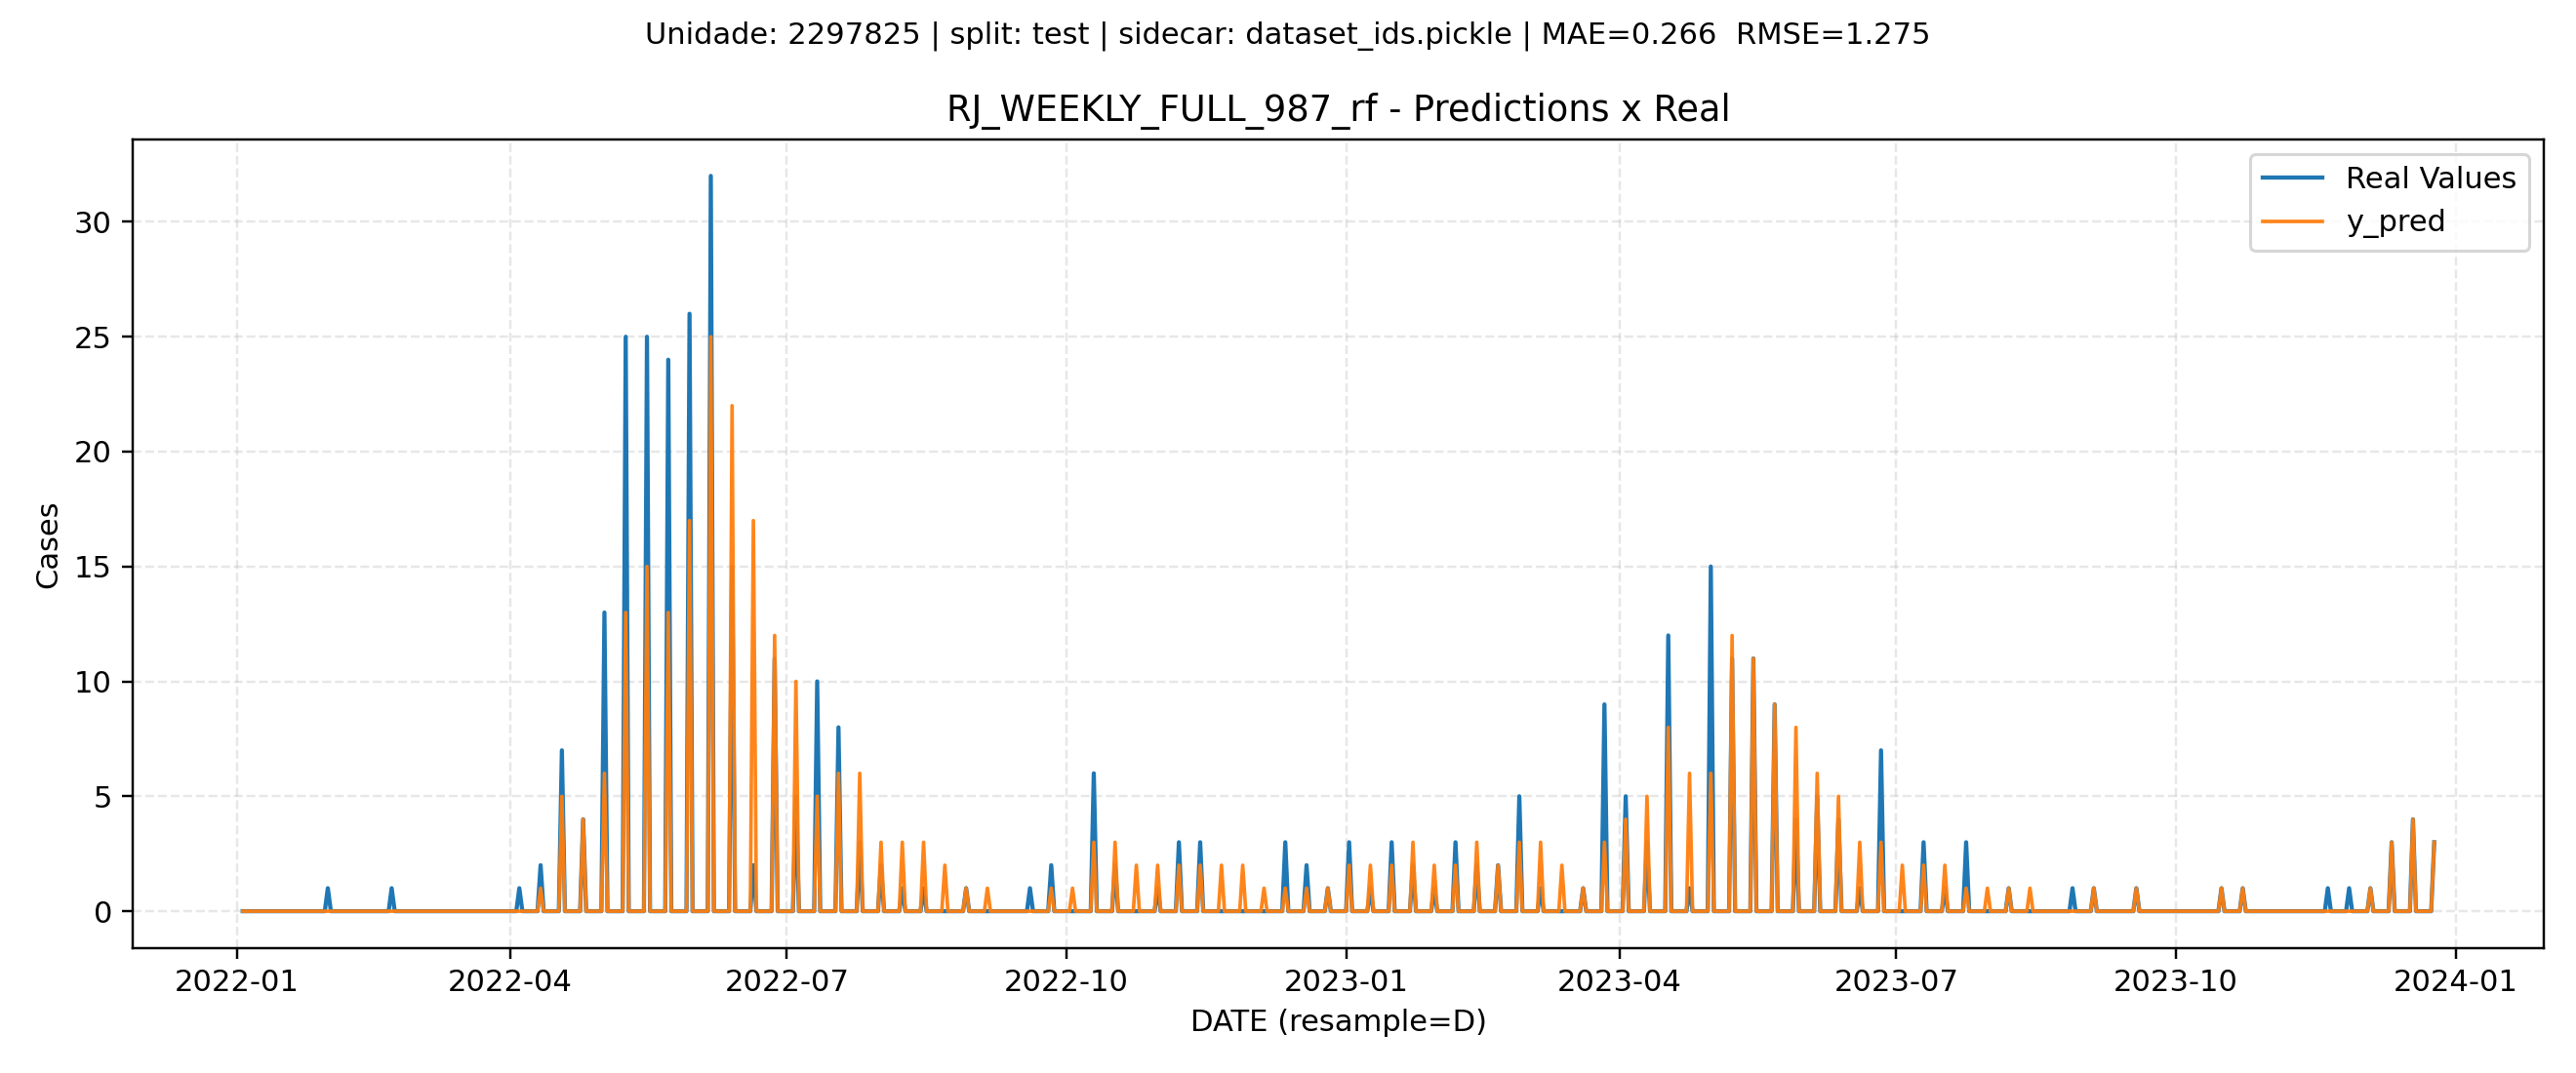 Unidade: 2297825 | split: test | sidecar: dataset_ids.pickle | MAE=0.266  RMSE=1.275
RJ_WEEKLY_FULL_987_rf - Predictions x Real
Real Values
y_pred
30
25
20
15
10
5
0
Cases
2022-01
2022-04
2022-07
2022-10
2023-01
2023-04
2023-07
2023-10
2024-01
DATE (resample=D)